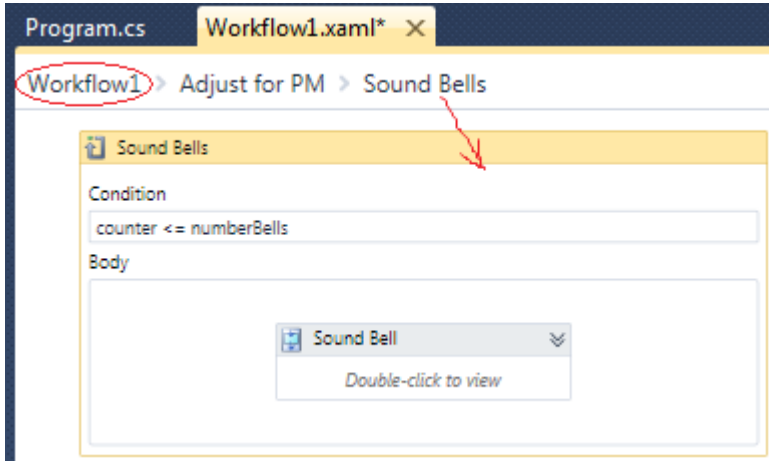 Program.cs Workflow1.xaml*
Workflow1 Adjust for PM Sound Bells
Sound Bells
Condition
counter <= numberBells
Body
Sound Bell
Double-click to view